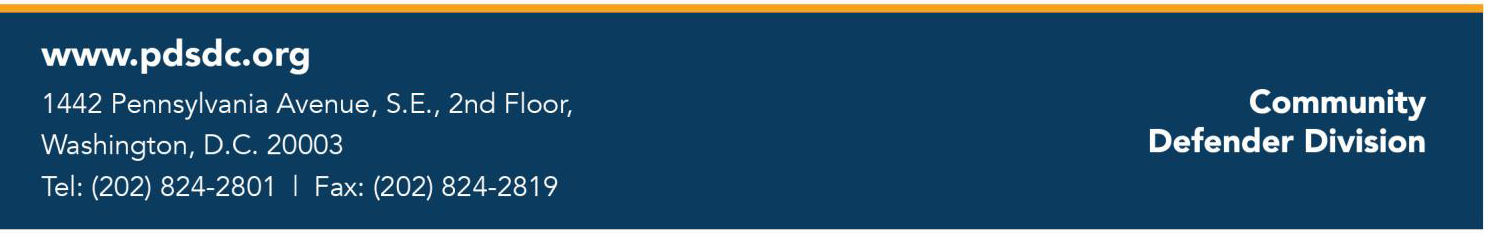 www.pdsdc.org
1442 Pennsylvania Avenue, S.E., 2nd Floor,
Washington, D.C. 20003
Tel: (202) 824-2801 | Fax: (202) 824-2819
Community
Defender Division